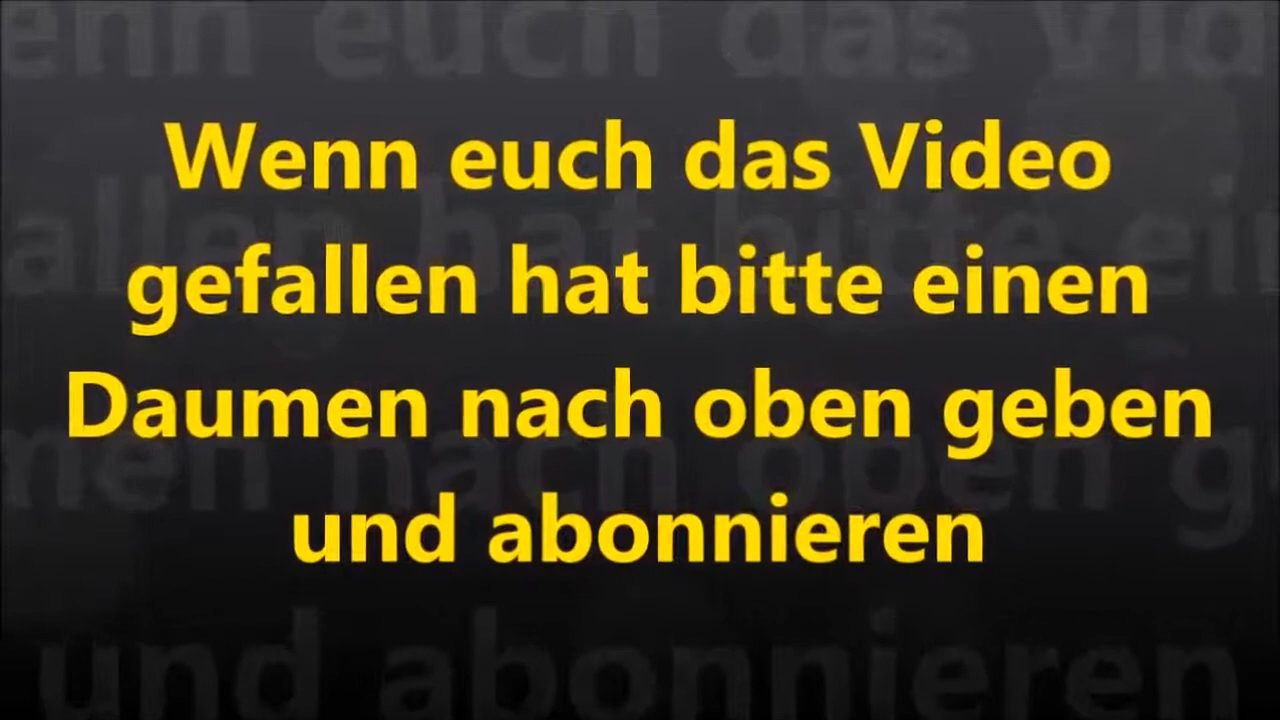 Wenn euch das Video
gefallen hat bitte einen
Daumen nach oben geben
und abonnieren